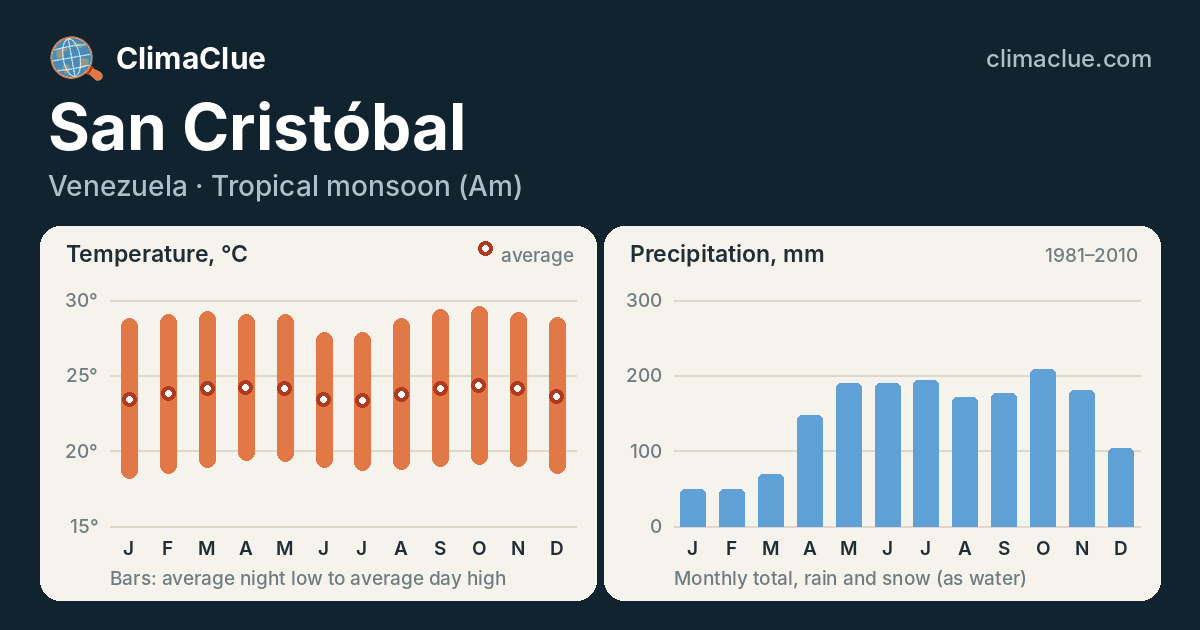 ClimaClue
climaclue.com
San Cristóbal
Venezuela · Tropical monsoon (Am)
Temperature, °C
average
30°
25°
20°
15°
J F M A M J J A S O N D
Bars: average night low to average day high
Precipitation, mm
1981–2010
300
200
100
0
J F M A M J J A S O N D
Monthly total, rain and snow (as water)